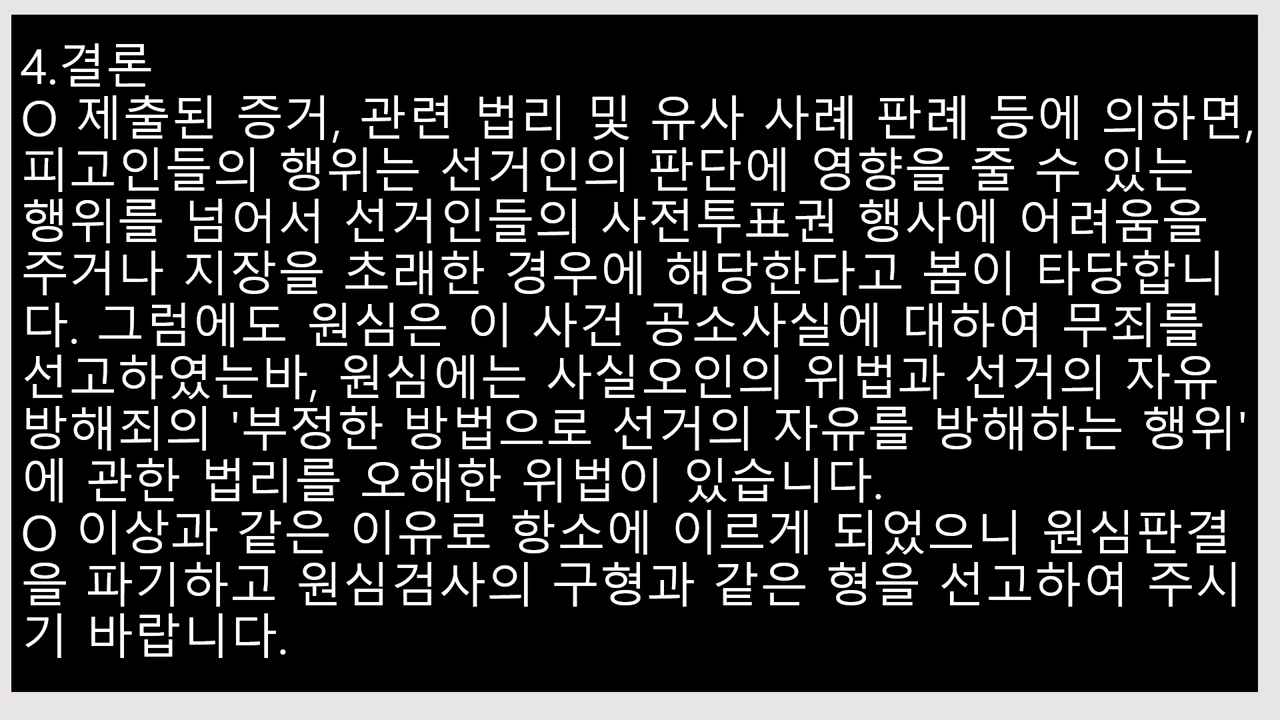 4.결론
O 제출된 증거, 관련 법리 및 유사 사례 판례 등에 의하면,
피고인들의 행위는 선거인의 판단에 영향을 줄 수 있는
행위를 넘어서 선거인들의 사전투표권 행사에 어려움을
주거나 지장을 초래한 경우에 해당한다고 봄이 타당합니
다. 그럼에도 원심은 이 사건 공소사실에 대하여 무죄를
선고하였는바, 원심에는 사실오인의 위법과 선거의 자유
방해죄의 '부정한 방법으로 선거의 자유를 방해하는 행위'
에 관한 법리를 오해한 위법이 있습니다.
O 이상과 같은 이유로 항소에 이르게 되었으니 원심판결
을 파기하고 원심검사의 구형과 같은 형을 선고하여 주시
기 바랍니다.